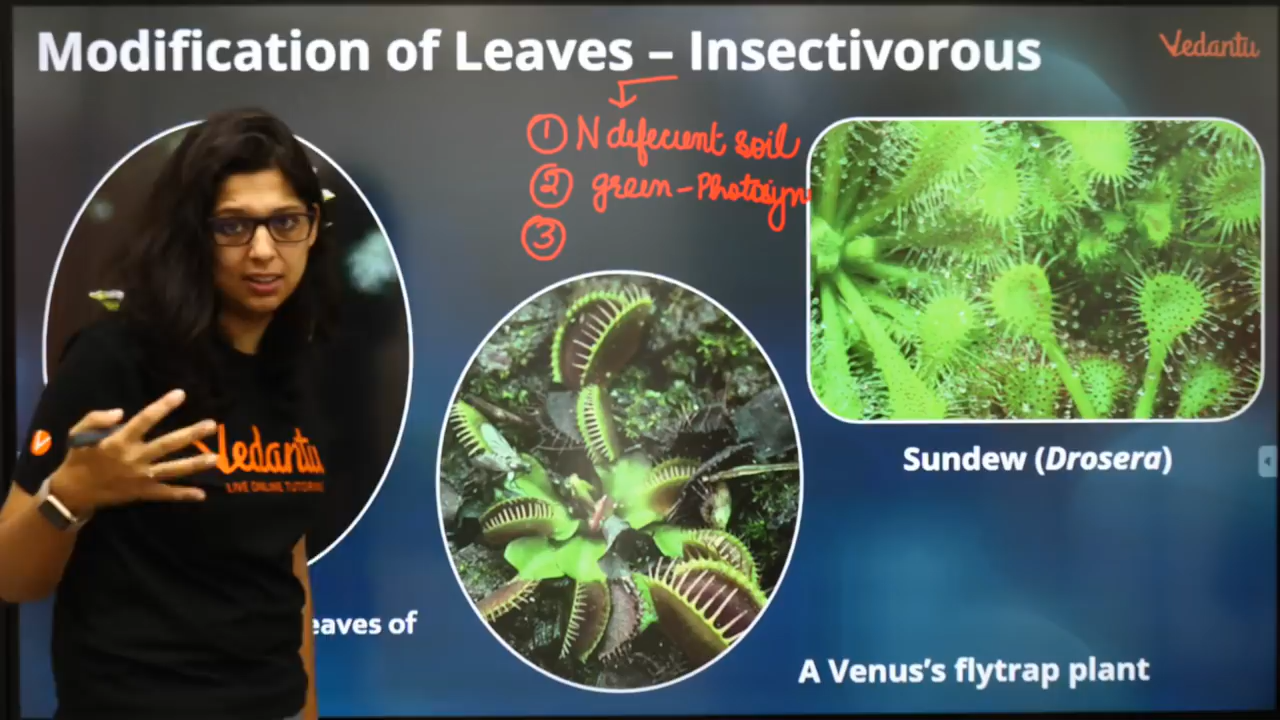 Modification of Leaves – Insectivorous
Vedantu
① N defecient soil
② green - Photosyn
③
Vedantu
LIVE ONLINE TUTORING
Sundew (Drosera)
eaves of
A Venus's flytrap plant